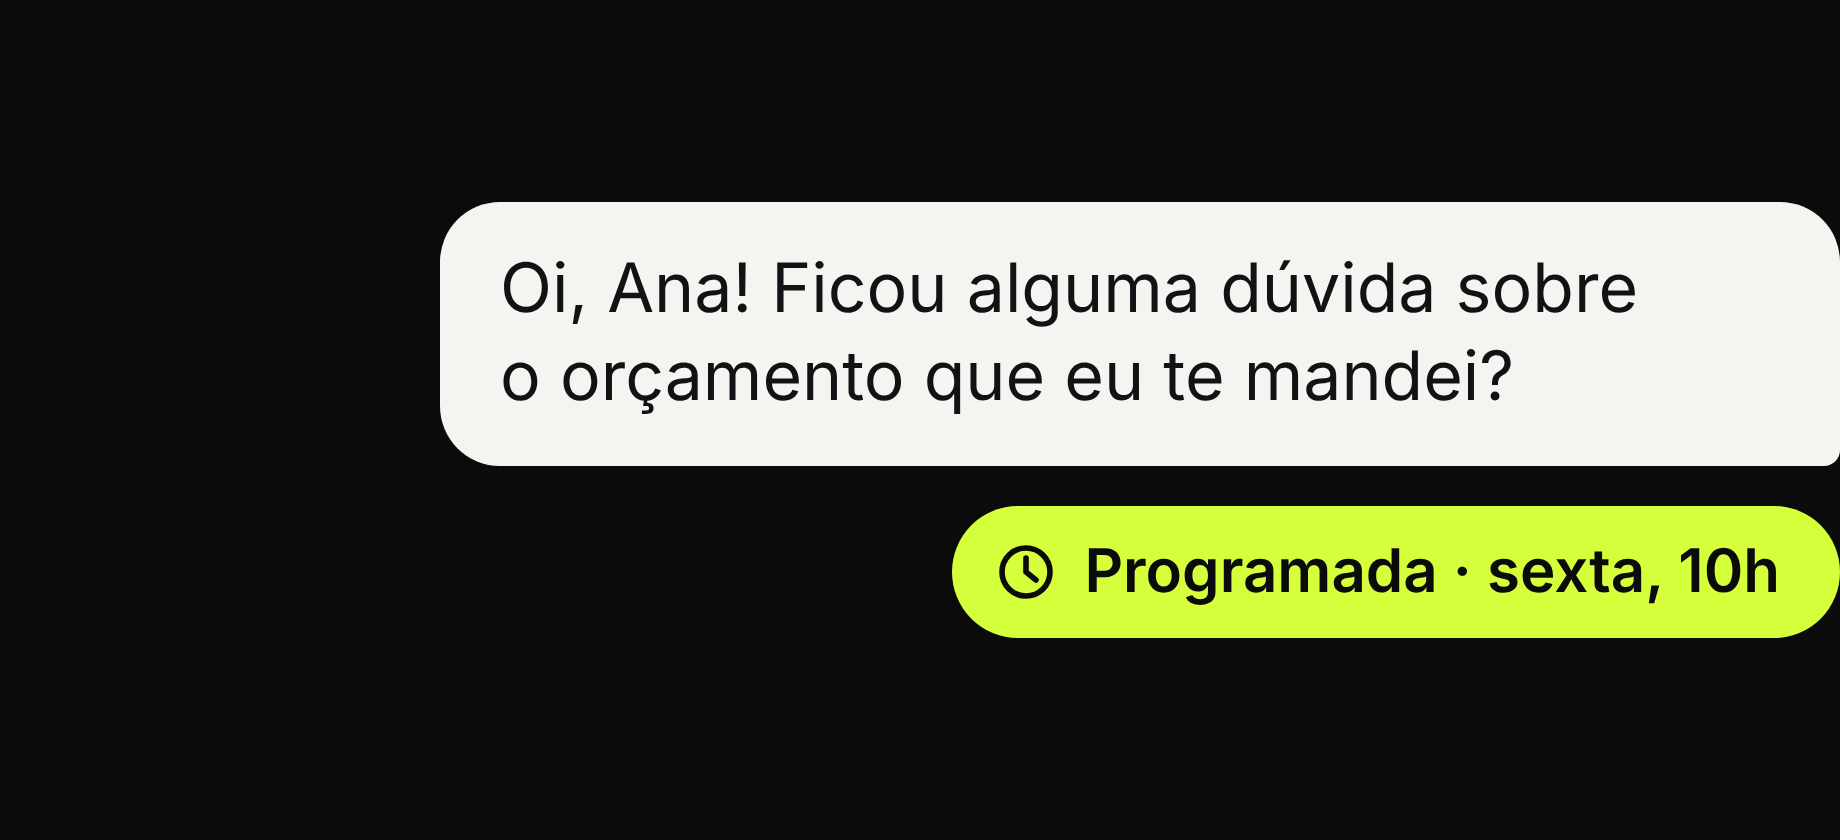 Oi, Ana! Ficou alguma dúvida sobre
o orçamento que eu te mandei?
Programada · sexta, 10h